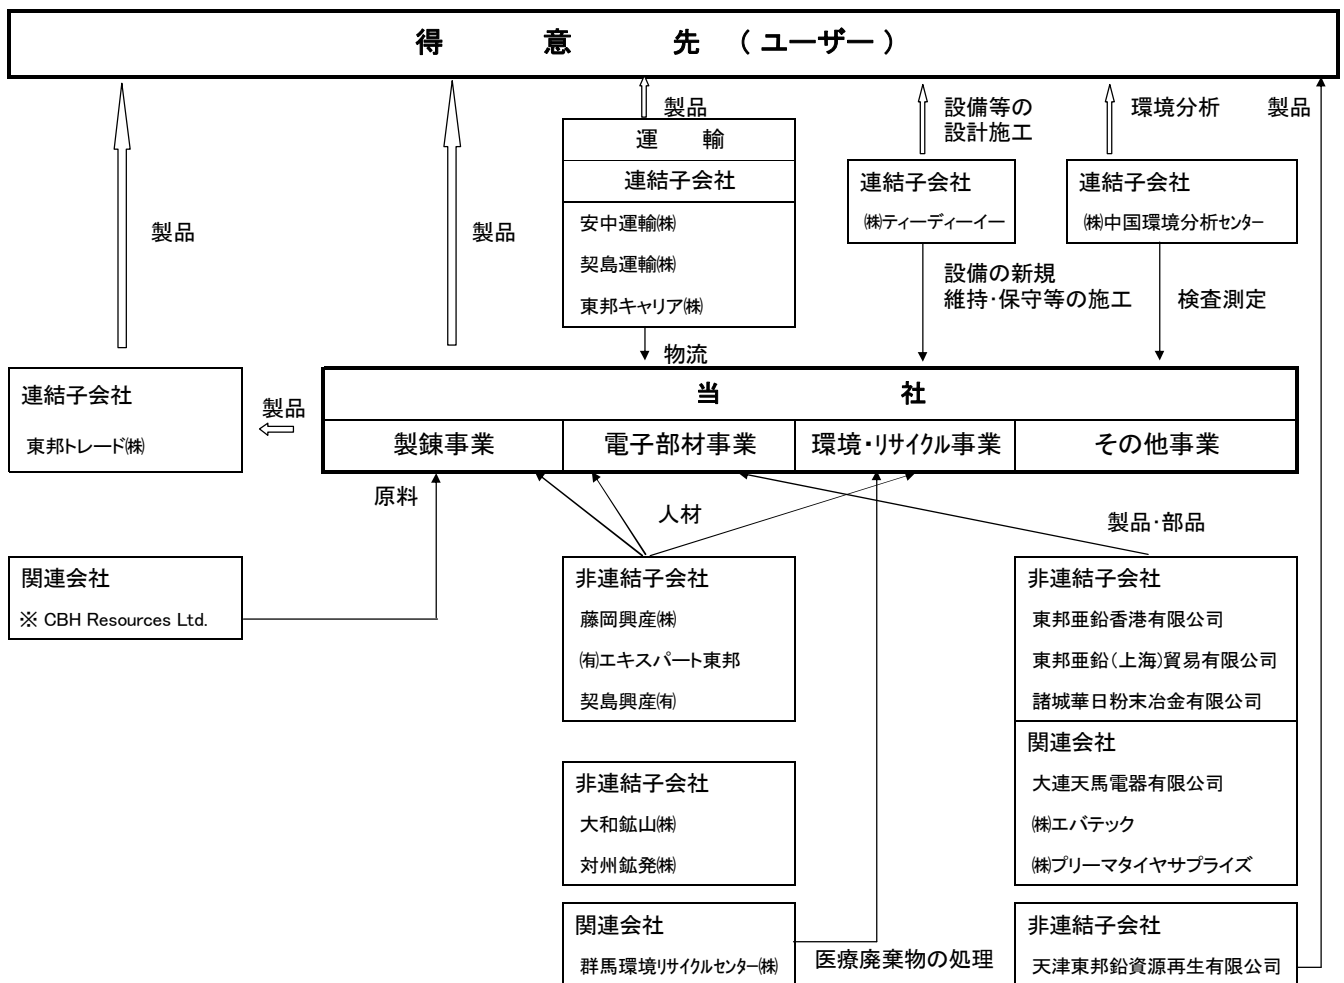 得 意 先 （ユーザー）
製品
製品
製品
設備等の
設計施工
環境分析
製品
運 輸
連結子会社
安中運輸㈱
契島運輸㈱
東邦キャリア㈱
連結子会社
㈱ティーディーイー
連結子会社
㈱中国環境分析センター
設備の新規
維持・保守等の施工
検査測定
物流
連結子会社
東邦トレード㈱
製品
当 社
製錬事業
電子部材事業
環境・リサイクル事業
その他事業
原料
人材
製品・部品
関連会社
※ CBH Resources Ltd.
非連結子会社
藤岡興産㈱
㈲エキスパート東邦
契島興産㈲
非連結子会社
東邦亜鉛香港有限公司
東邦亜鉛（上海）貿易有限公司
諸城華日粉末冶金有限公司
関連会社
大連天馬電器有限公司
㈱エバテック
㈱プリーマタイヤサプライズ
非連結子会社
大和鉱山㈱
対州鉱発㈱
関連会社
群馬環境リサイクルセンター㈱
医療廃棄物の処理
非連結子会社
天津東邦鉛資源再生有限公司